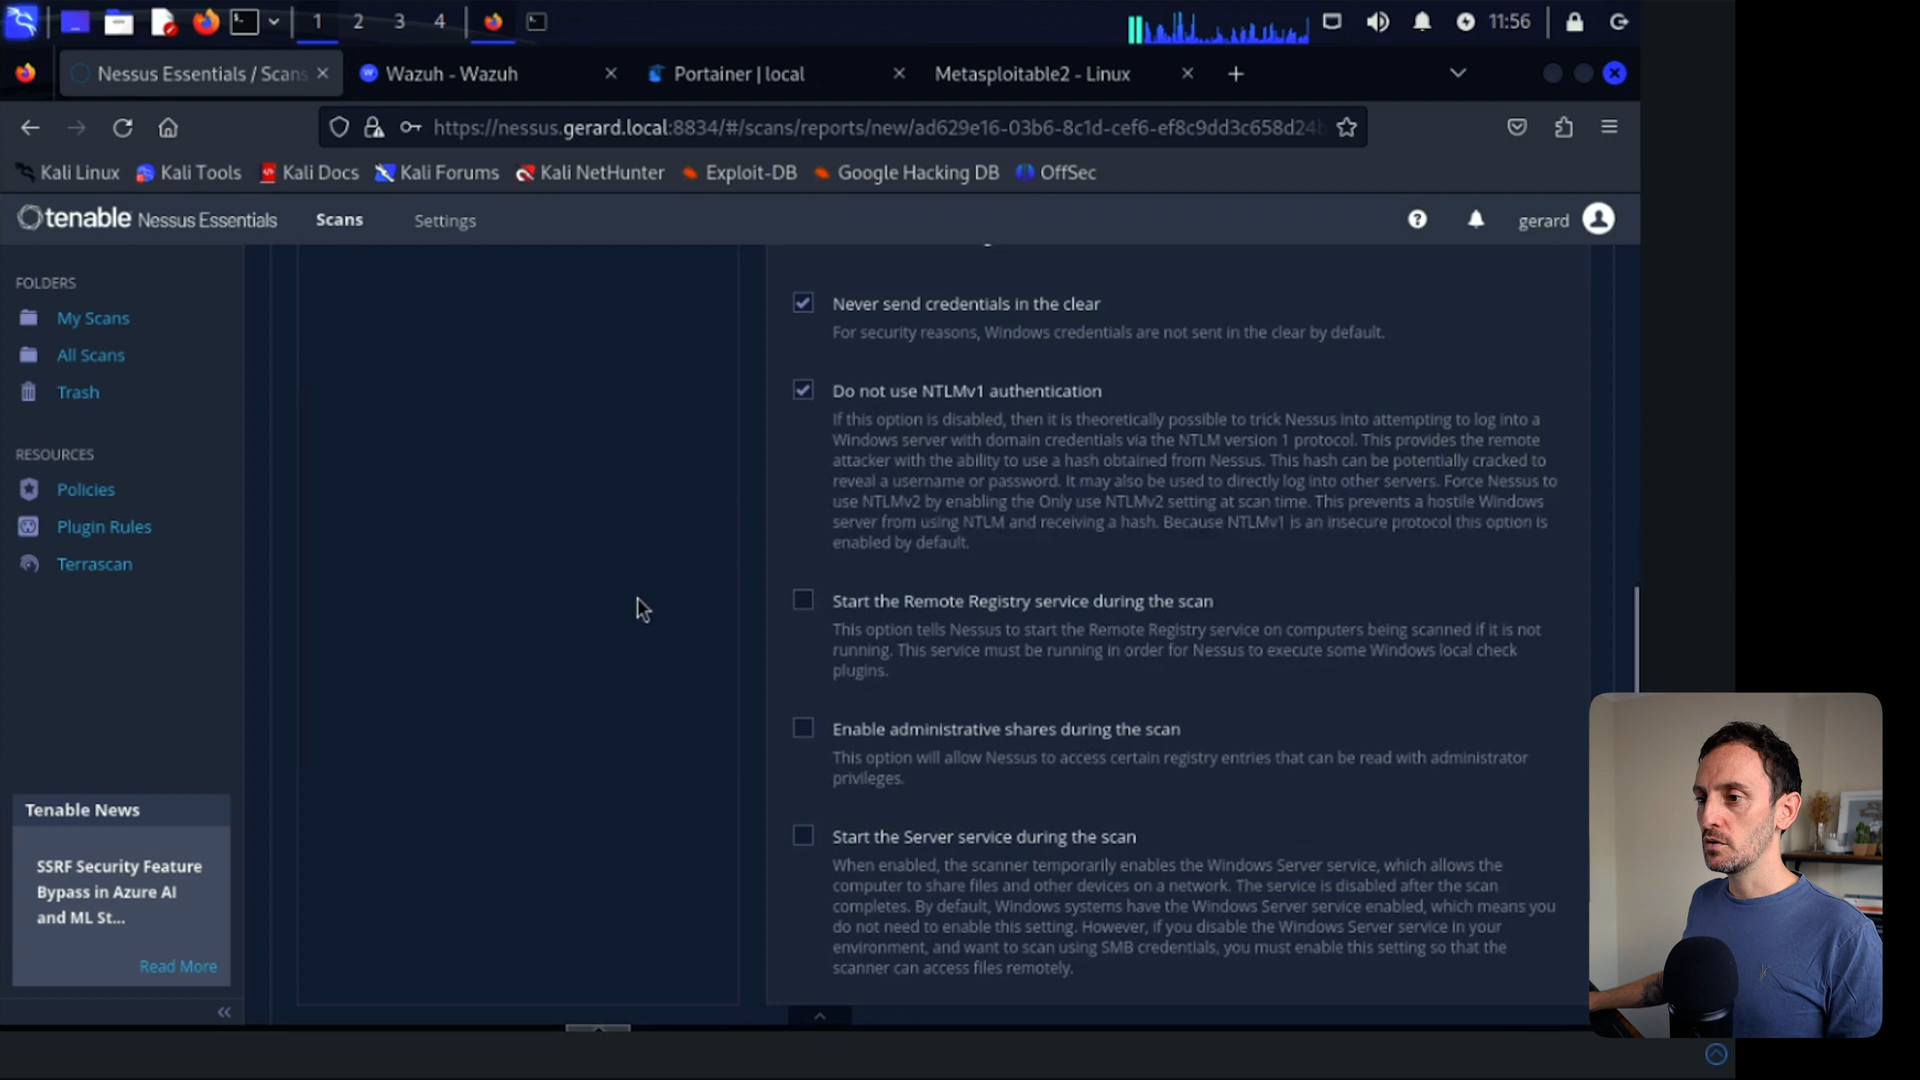 1 2 3 4
11:56
Nessus Essentials / Scans
Wazuh - Wazuh
Portainer | local
Metasploitable2 - Linux
https://nessus.gerard.local:8834/#/scans/reports/new/ad629e16-03b6-8c1d-cef6-ef8c9dd3c658d24b
Kali Linux
Kali Tools
Kali Docs
Kali Forums
Kali NetHunter
Exploit-DB
Google Hacking DB
OffSec
tenable Nessus Essentials
Scans
Settings
gerard
FOLDERS
My Scans
All Scans
Trash
RESOURCES
Policies
Plugin Rules
Terrascan
Tenable News
SSRF Security Feature
Bypass in Azure AI
and ML St...
Read More
Never send credentials in the clear
For security reasons, Windows credentials are not sent in the clear by default.
Do not use NTLMv1 authentication
If this option is disabled, then it is theoretically possible to trick Nessus into attempting to log into a
Windows server with domain credentials via the NTLM version 1 protocol. This provides the remote
attacker with the ability to use a hash obtained from Nessus. This hash can be potentially cracked to
reveal a username or password. It may also be used to directly log into other servers. Force Nessus to
use NTLMv2 by enabling the Only use NTLMv2 setting at scan time. This prevents a hostile Windows
server from using NTLM and receiving a hash. Because NTLMv1 is an insecure protocol this option is
enabled by default.
Start the Remote Registry service during the scan
This option tells Nessus to start the Remote Registry service on computers being scanned if it is not
running. This service must be running in order for Nessus to execute some Windows local check
plugins.
Enable administrative shares during the scan
This option will allow Nessus to access certain registry entries that can be read with administrator
privileges.
Start the Server service during the scan
When enabled, the scanner temporarily enables the Windows Server service, which allows the
computer to share files and other devices on a network. The service is disabled after the scan
completes. By default, Windows systems have the Windows Server service enabled, which means you
do not need to enable this setting. However, if you disable the Windows Server service in your
environment, and want to scan using SMB credentials, you must enable this setting so that the
scanner can access files remotely.